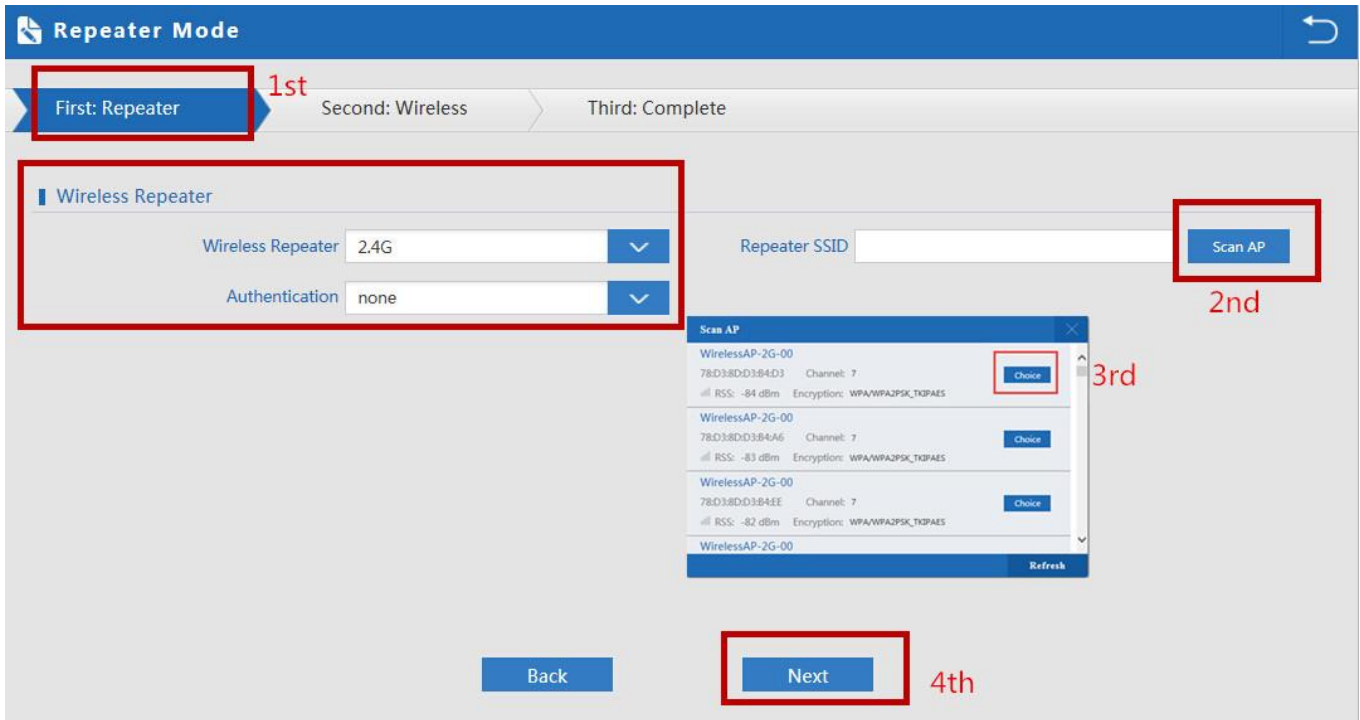 Repeater Mode
1st
First: Repeater
Second: Wireless
Third: Complete
Wireless Repeater
Wireless Repeater 2.4G
Repeater SSID
Scan AP
2nd
Authentication none
Scan AP
WirelessAP-2G-00
78:D3:8D:D3:B4:D3 Channel: 7
Choice
3rd
RSS: -84 dBm Encryption: WPA/WPA2PSK_TKIPAES
WirelessAP-2G-00
78:D3:8D:D3:B4:A6 Channel: 7
Choice
RSS: -83 dBm Encryption: WPA/WPA2PSK_TKIPAES
WirelessAP-2G-00
78:D3:8D:D3:B4:EE Channel: 7
Choice
RSS: -82 dBm Encryption: WPA/WPA2PSK_TKIPAES
WirelessAP-2G-00
Refresh
Back
Next
4th